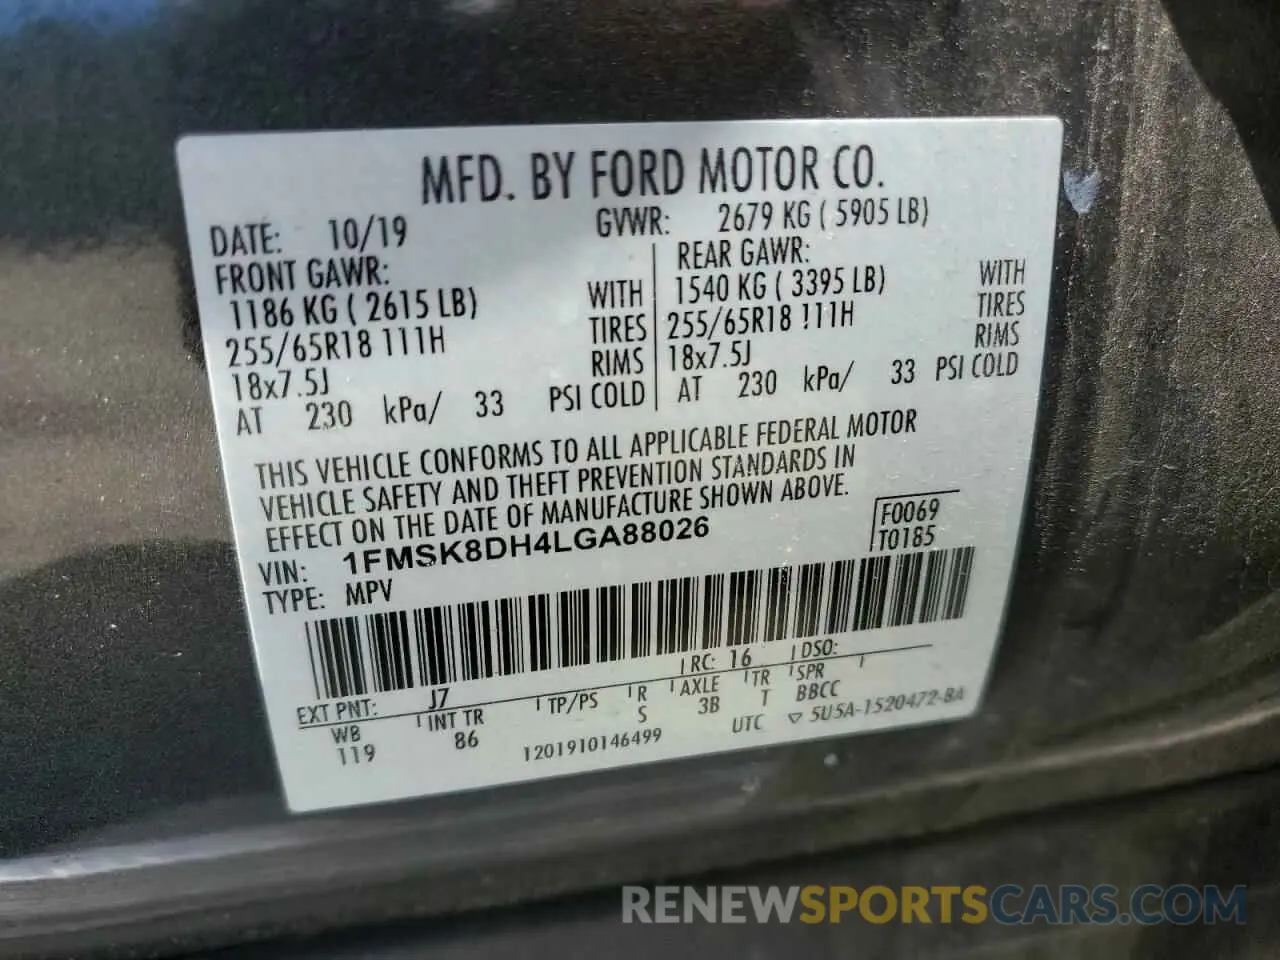 MFD. BY FORD MOTOR CO.
DATE: 10/19 GVWR: 2679 KG ( 5905 LB)
FRONT GAWR: REAR GAWR:
1186 KG ( 2615 LB) WITH 1540 KG ( 3395 LB) WITH
255/65R18 111H TIRES 255/65R18 111H TIRES
18x7.5J RIMS 18x7.5J RIMS
AT 230 kPa/ 33 PSI COLD AT 230 kPa/ 33 PSI COLD
THIS VEHICLE CONFORMS TO ALL APPLICABLE FEDERAL MOTOR
VEHICLE SAFETY AND THEFT PREVENTION STANDARDS IN
EFFECT ON THE DATE OF MANUFACTURE SHOWN ABOVE.
VIN: 1FMSK8DH4LGA88026 F0069
TYPE: MPV T0185
EXT PNT: J7 RC: 16 DSO:
WB INT TR TP/PS R AXLE TR SPR
119 86 S 3B T BBCC
1201910146499 UTC ▽ 5U5A-1520472-BA
RENEWSPORTSCARS.COM